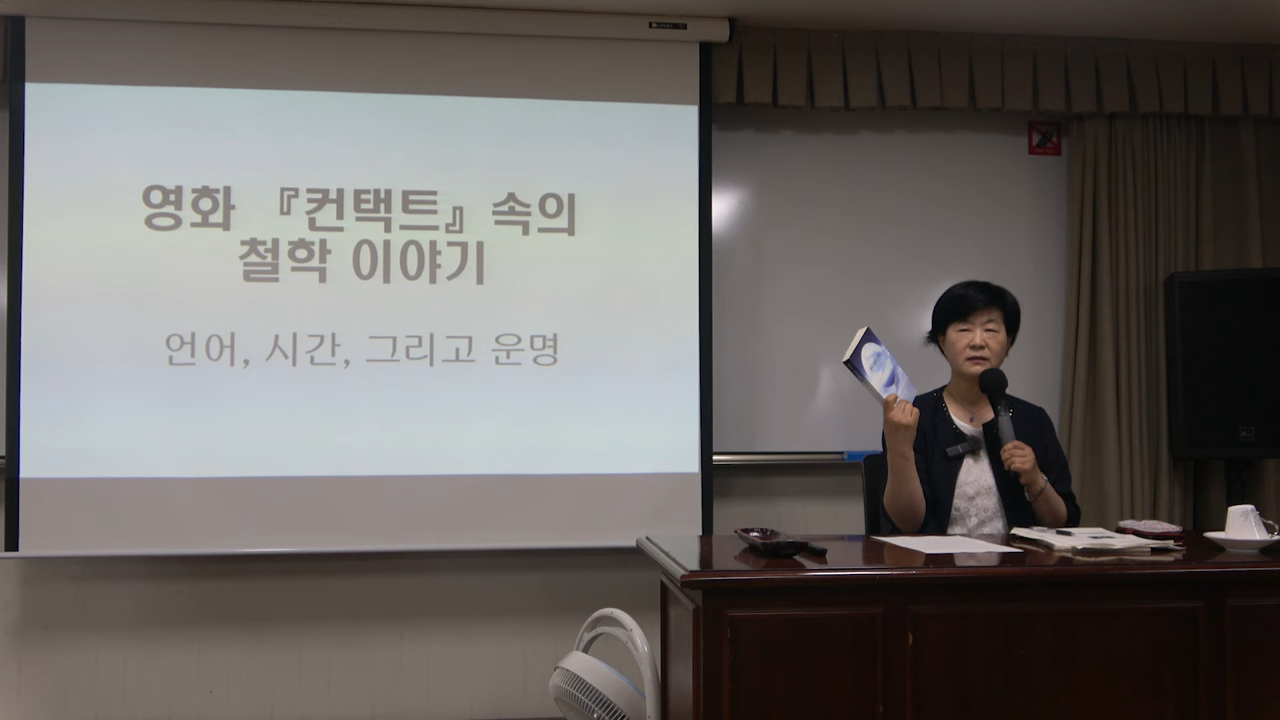 영화 『컨택트』 속의
철학 이야기
언어, 시간, 그리고 운명